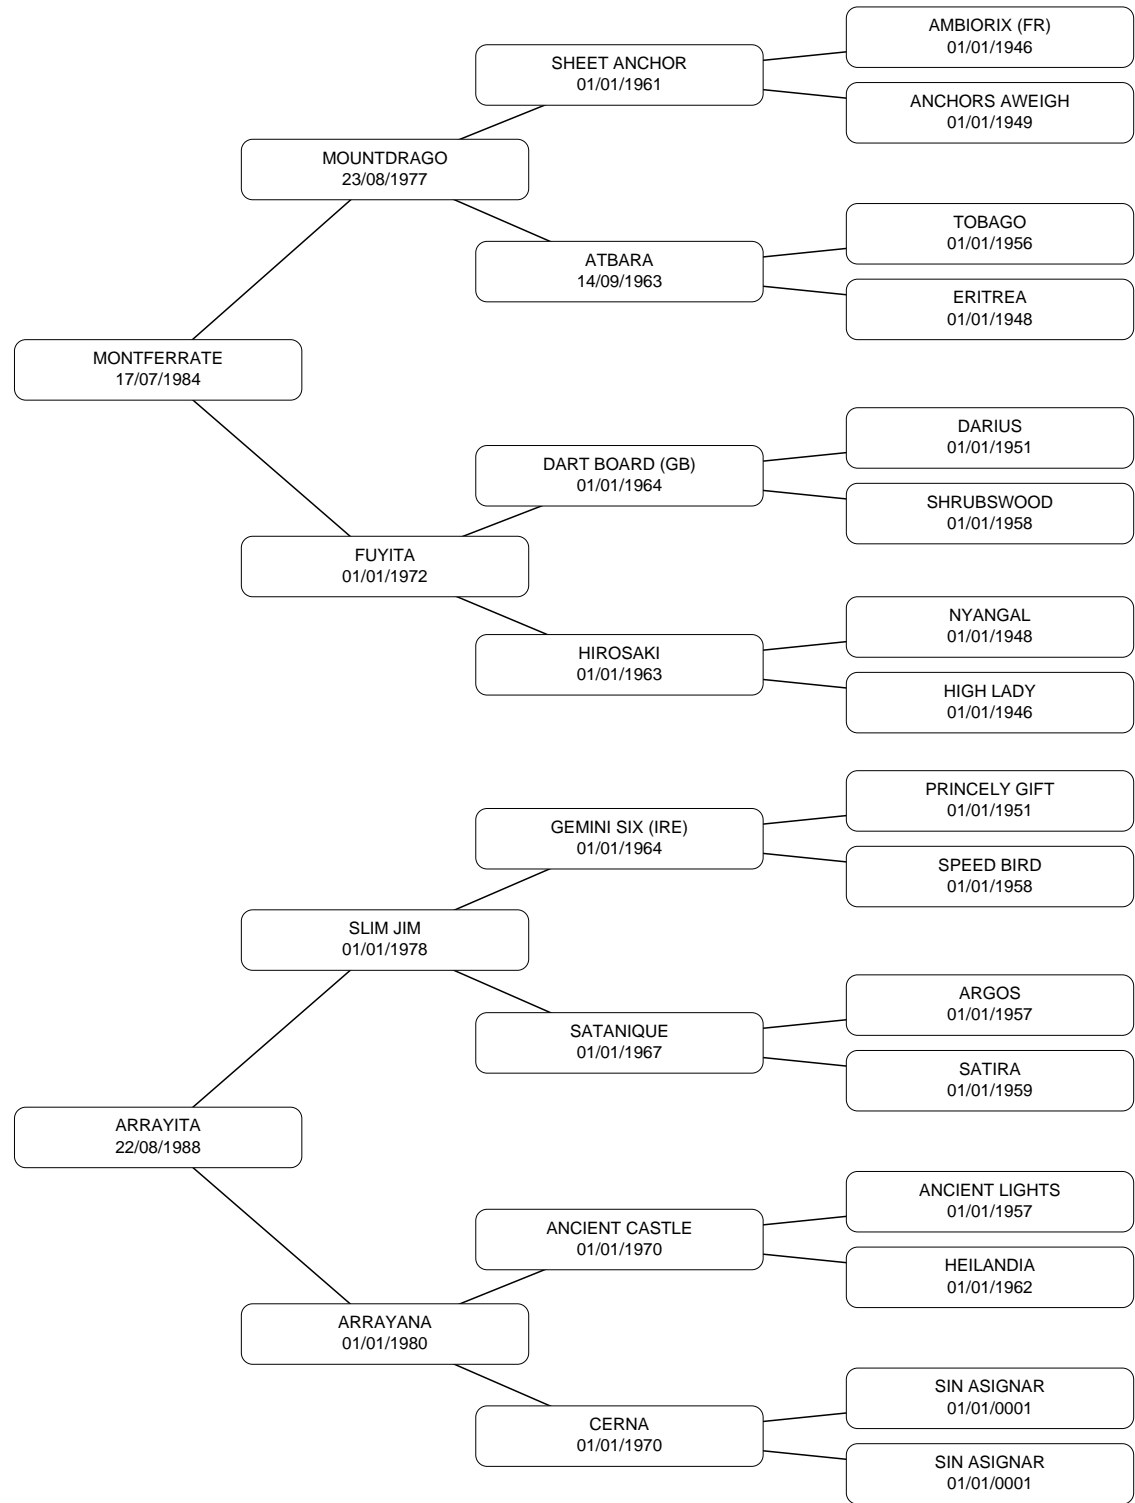 AMBIORIX (FR)
01/01/1946
SHEET ANCHOR
01/01/1961
ANCHORS AWEIGH
01/01/1949
MOUNTDRAGO
23/08/1977
TOBAGO
01/01/1956
ATBARA
14/09/1963
ERITREA
01/01/1948
MONTFERRATE
17/07/1984
DARIUS
01/01/1951
DART BOARD (GB)
01/01/1964
SHRUBSWOOD
01/01/1958
FUYITA
01/01/1972
NYANGAL
01/01/1948
HIROSAKI
01/01/1963
HIGH LADY
01/01/1946
PRINCELY GIFT
01/01/1951
GEMINI SIX (IRE)
01/01/1964
SPEED BIRD
01/01/1958
SLIM JIM
01/01/1978
ARGOS
01/01/1957
SATANIQUE
01/01/1967
SATIRA
01/01/1959
ARRAYITA
22/08/1988
ANCIENT LIGHTS
01/01/1957
ANCIENT CASTLE
01/01/1970
HEILANDIA
01/01/1962
ARRAYANA
01/01/1980
SIN ASIGNAR
01/01/0001
CERNA
01/01/1970
SIN ASIGNAR
01/01/0001